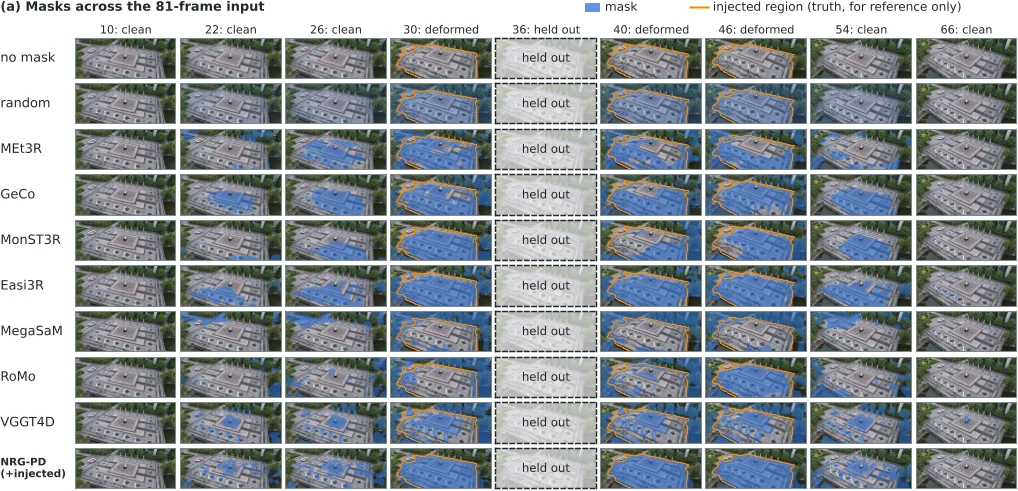 (a) Masks across the 81-frame input
mask
injected region (truth, for reference only)
10: clean 22: clean 26: clean 30: deformed 36: held out 40: deformed 46: deformed 54: clean 66: clean
no mask held out
random held out
MEt3R held out
GeCo held out
MonST3R held out
Easi3R held out
MegaSaM held out
RoMo held out
VGGT4D held out
NRG-PD
(+injected) held out